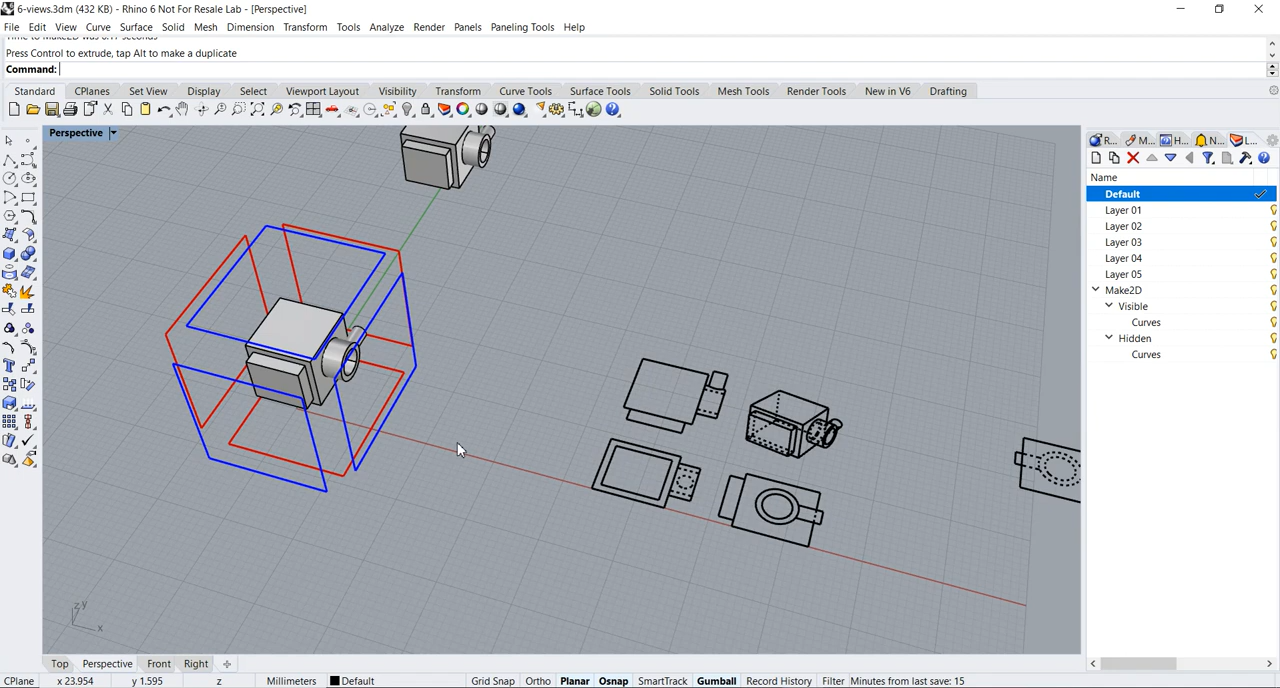 6-views.3dm (432 KB) - Rhino 6 Not For Resale Lab - [Perspective]
File Edit View Curve Surface Solid Mesh Dimension Transform Tools Analyze Render Panels Paneling Tools Help
Press Control to extrude, tap Alt to make a duplicate
Command:
Standard CPlanes Set View Display Select Viewport Layout Visibility Transform Curve Tools Surface Tools Solid Tools Mesh Tools Render Tools New in V6 Drafting
Perspective
R... M... H... N... L...
Name
Default
Layer 01
Layer 02
Layer 03
Layer 04
Layer 05
Make2D
Visible
Curves
Hidden
Curves
z y
x
Top Perspective Front Right
CPlane x 23.954 y 1.595 z Millimeters Default Grid Snap Ortho Planar Osnap SmartTrack Gumball Record History Filter Minutes from last save: 15